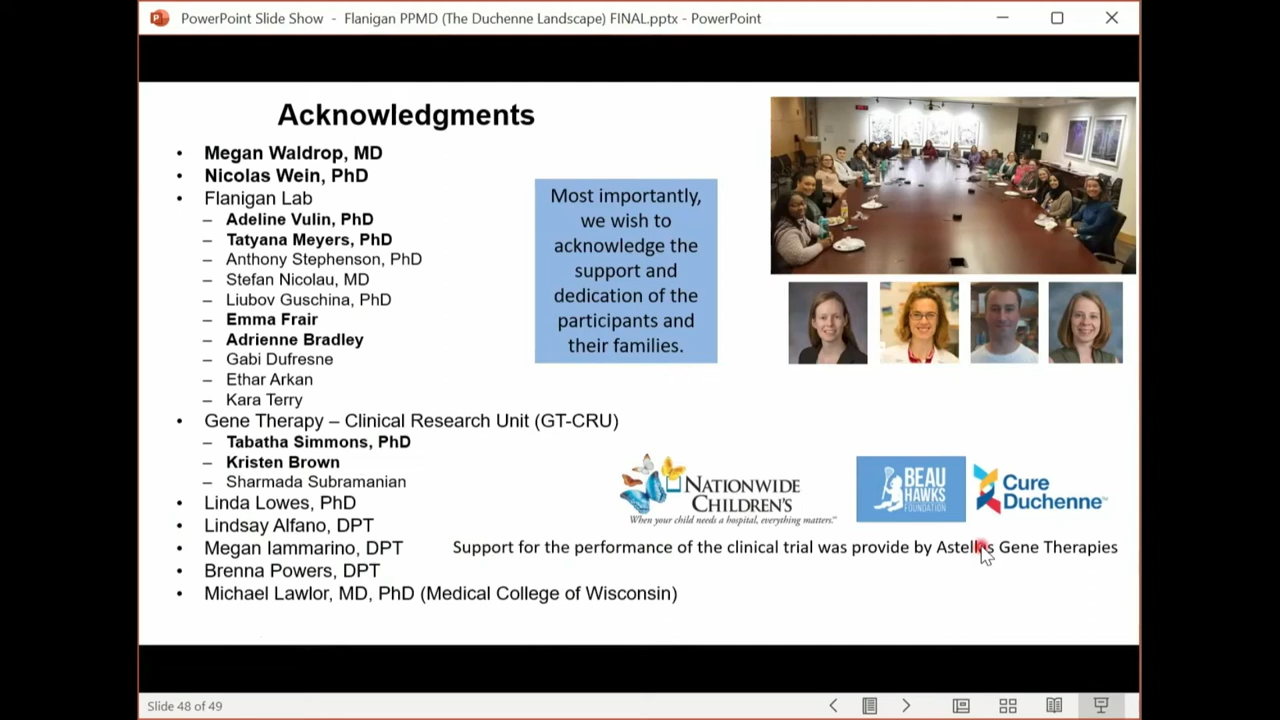 PowerPoint Slide Show - Flanigan PPMD (The Duchenne Landscape) FINAL.pptx - PowerPoint
Acknowledgments
• Megan Waldrop, MD
• Nicolas Wein, PhD
• Flanigan Lab
– Adeline Vulin, PhD
– Tatyana Meyers, PhD
– Anthony Stephenson, PhD
– Stefan Nicolau, MD
– Liubov Guschina, PhD
– Emma Frair
– Adrienne Bradley
– Gabi Dufresne
– Ethar Arkan
– Kara Terry
• Gene Therapy – Clinical Research Unit (GT-CRU)
– Tabatha Simmons, PhD
– Kristen Brown
– Sharmada Subramanian
• Linda Lowes, PhD
• Lindsay Alfano, DPT
• Megan Iammarino, DPT
• Brenna Powers, DPT
• Michael Lawlor, MD, PhD (Medical College of Wisconsin)
Most importantly,
we wish to
acknowledge the
support and
dedication of the
participants and
their families.
NATIONWIDE
CHILDREN'S
When your child needs a hospital, everything matters.™
BEAU
HAWKS
FOUNDATION
Cure
Duchenne™
Support for the performance of the clinical trial was provide by Astellas Gene Therapies
Slide 48 of 49